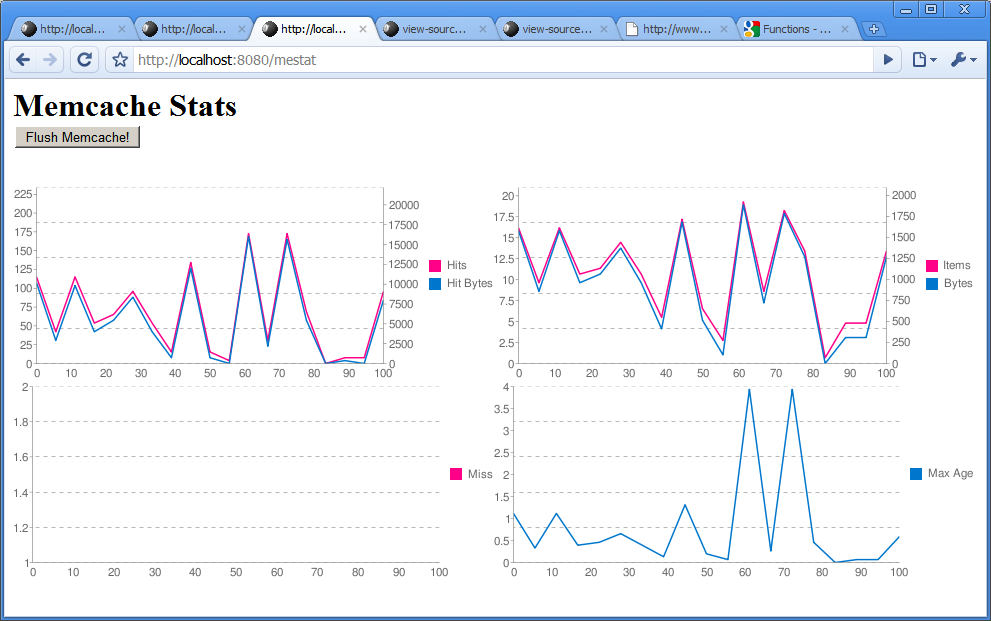 http://local...
http://local...
http://local...
view-sourc...
view-source...
http://www...
Functions - ...
http://localhost:8080/mestat
Memcache Stats
Flush Memcache!
225
200
175
150
125
100
75
50
25
0
20000
17500
15000
12500
10000
7500
5000
2500
0
0 10 20 30 40 50 60 70 80 90 100
Hits
Hit Bytes
20
17.5
15
12.5
10
7.5
5
2.5
0
2000
1750
1500
1250
1000
750
500
250
0
0 10 20 30 40 50 60 70 80 90 100
Items
Bytes
2
1.8
1.6
1.4
1.2
1
0 10 20 30 40 50 60 70 80 90 100
Miss
4
3.5
3
2.5
2
1.5
1
0.5
0
0 10 20 30 40 50 60 70 80 90 100
Max Age